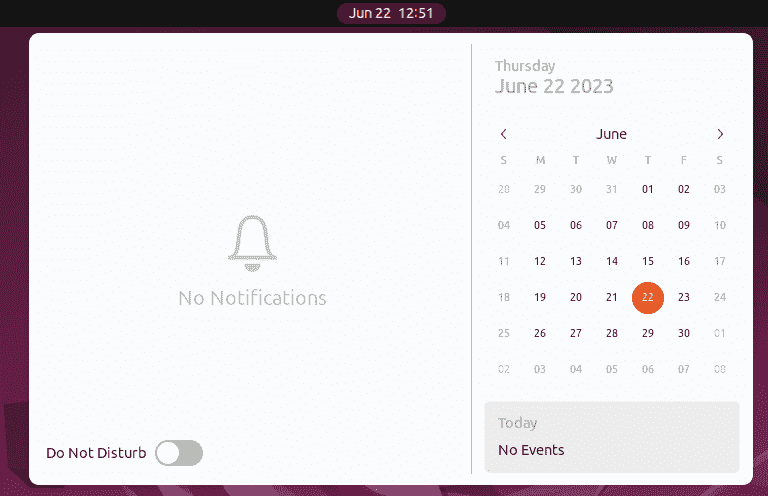 Jun 22 12:51
No Notifications
Do Not Disturb
Thursday
June 22 2023
June
S M T W T F S
28 29 30 31 01 02 03
04 05 06 07 08 09 10
11 12 13 14 15 16 17
18 19 20 21 22 23 24
25 26 27 28 29 30 01
02 03 04 05 06 07 08
Today
No Events